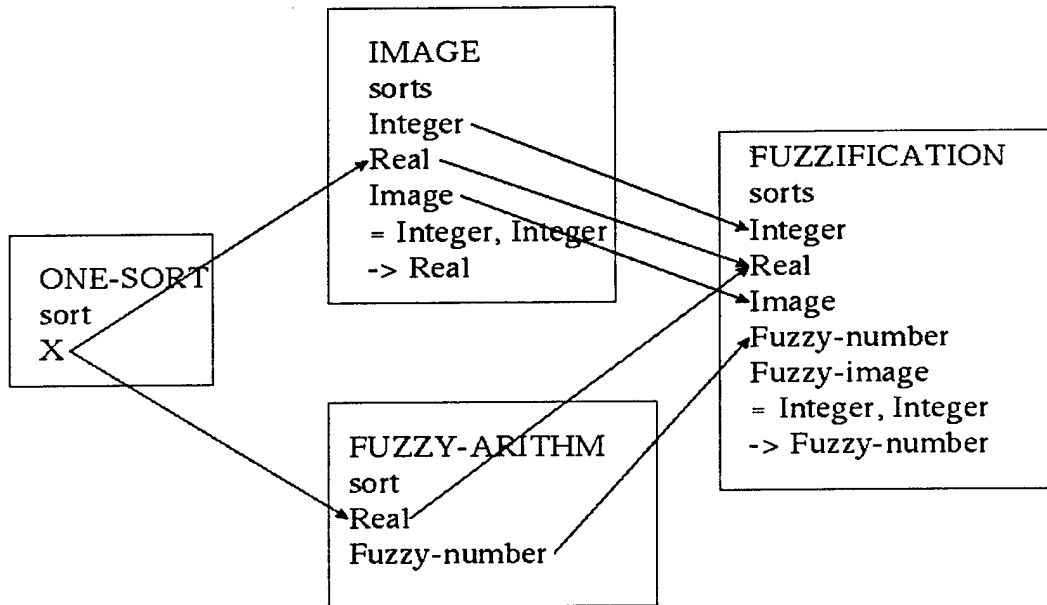 IMAGE
sorts
Integer
Real
Image
= Integer, Integer
-> Real
ONE-SORT
sort
X
FUZZY-ARITHM
sort
Real
Fuzzy-number
FUZZIFICATION
sorts
Integer
Real
Image
Fuzzy-number
Fuzzy-image
= Integer, Integer
-> Fuzzy-number